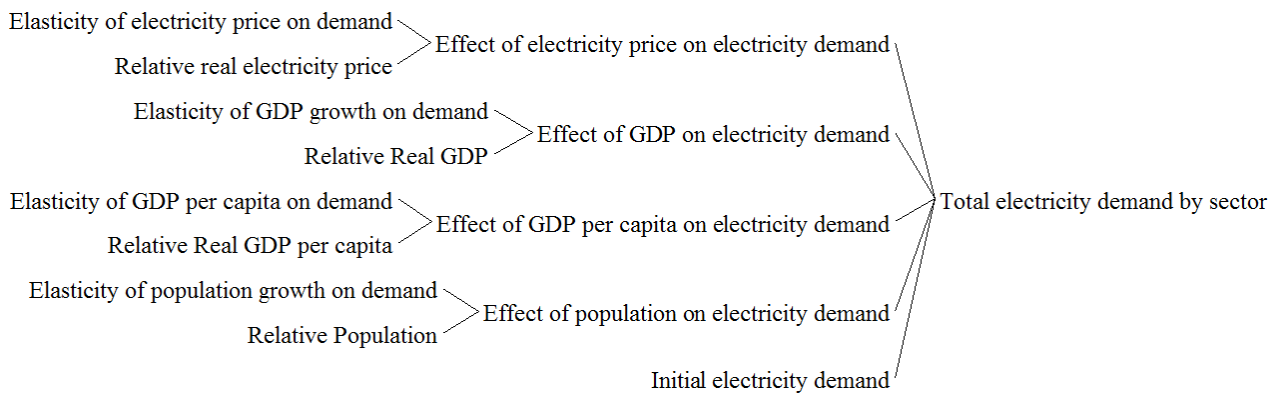 Elasticity of electricity price on demand
Effect of electricity price on electricity demand
Relative real electricity price
Elasticity of GDP growth on demand
Effect of GDP on electricity demand
Relative Real GDP
Elasticity of GDP per capita on demand
Total electricity demand by sector
Effect of GDP per capita on electricity demand
Relative Real GDP per capita
Elasticity of population growth on demand
Effect of population on electricity demand
Relative Population
Initial electricity demand